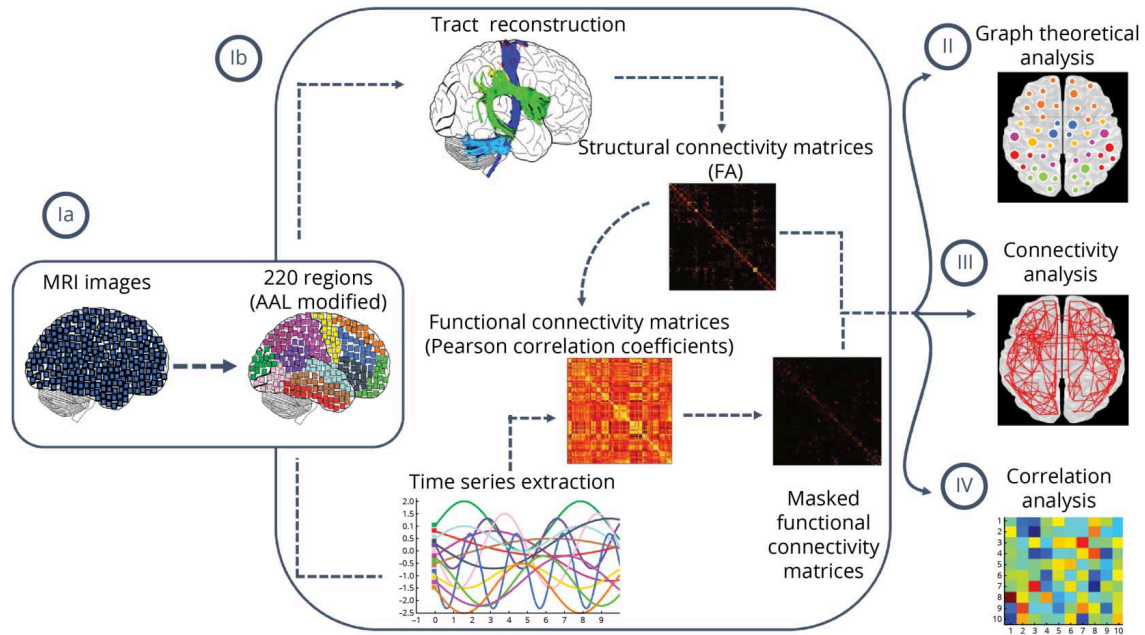 Ib
Tract reconstruction
II
Graph theoretical
analysis
Structural connectivity matrices
(FA)
Ia
MRI images
220 regions
(AAL modified)
III
Connectivity
analysis
Functional connectivity matrices
(Pearson correlation coefficients)
Time series extraction
2.0
1.5
0.1
0.5
0.0
-0.5
-1.0
-1.5
-2.0
-2.5
-1 0 1 2 3 4 5 6 7 8 9
Masked
functional
connectivity
matrices
IV
Correlation
analysis
1
2
3
4
5
6
7
8
9
10
1 2 3 4 5 6 7 8 9 10